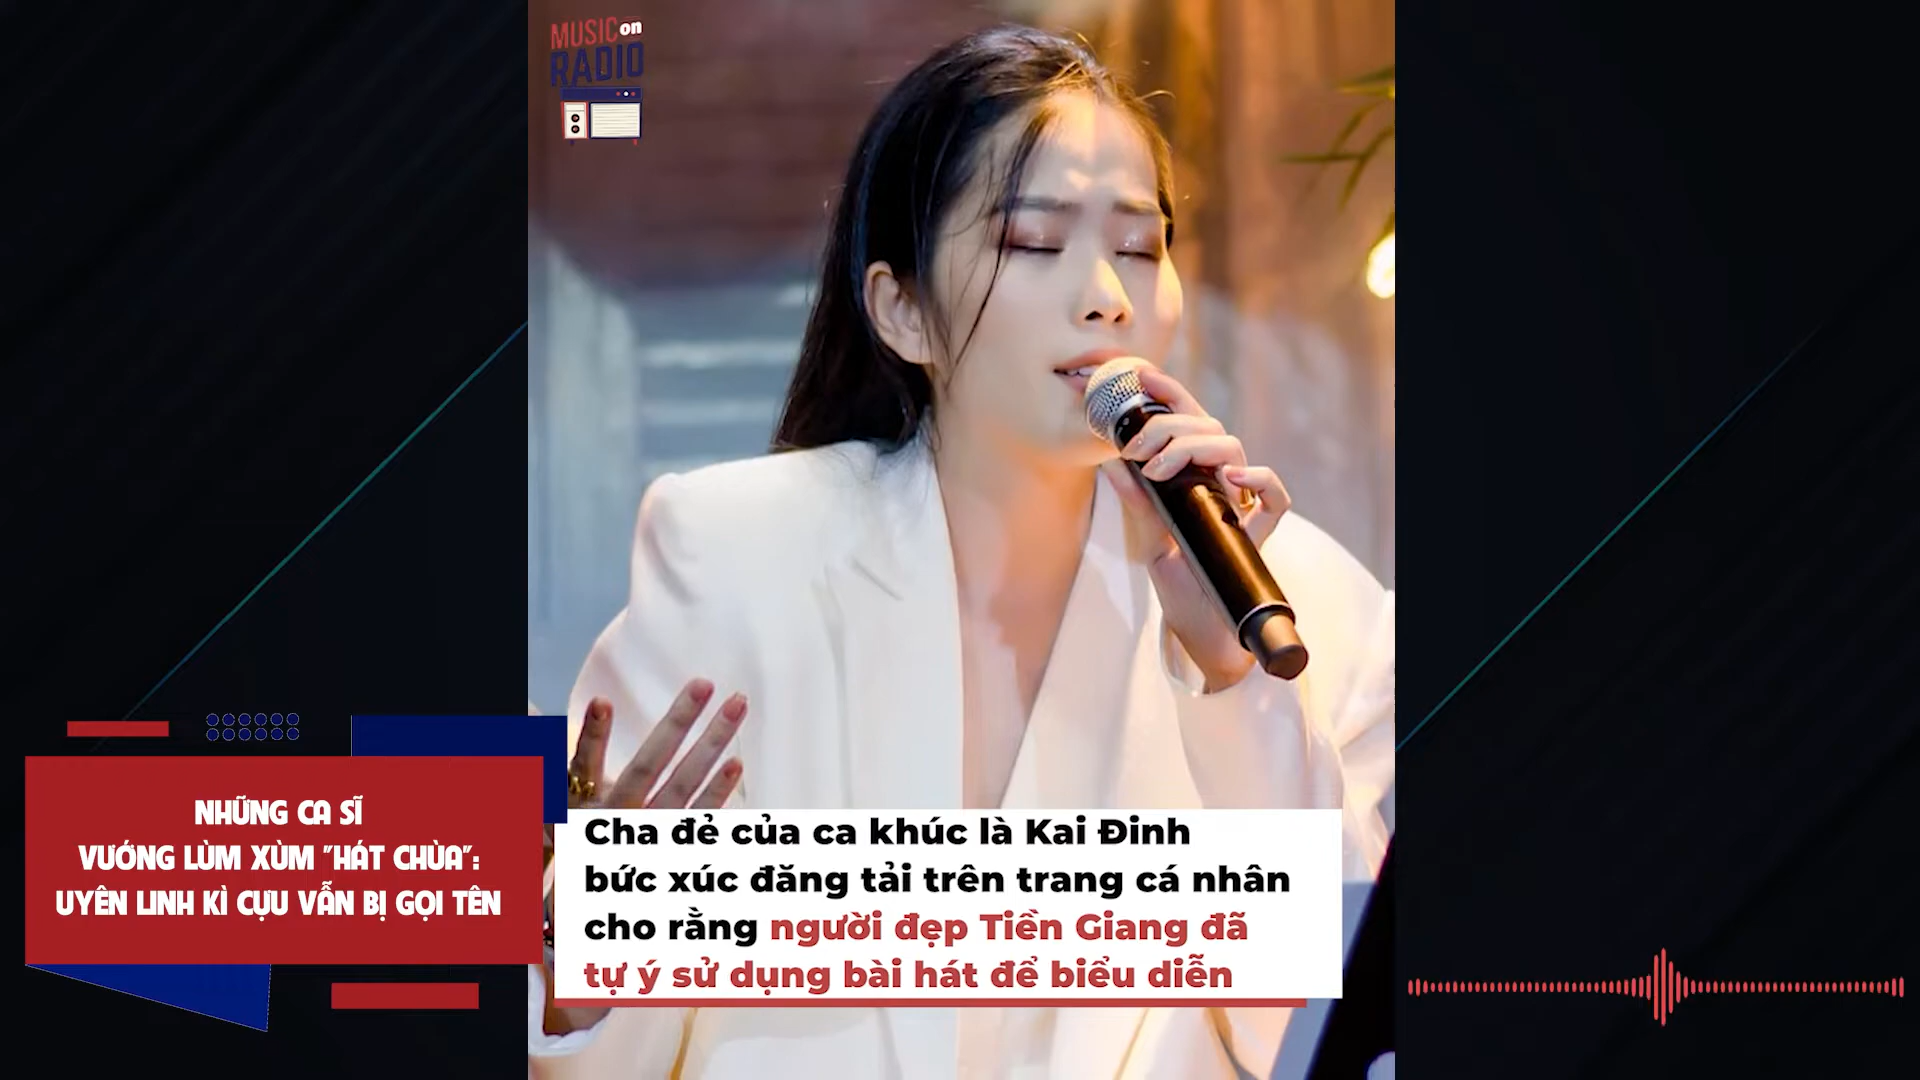 MUSIC on
RADIO
NHỮNG CA SĨ
VƯỚNG LÙM XÙM "HÁT CHÙA":
UYÊN LINH KÌ CỰU VẪN BỊ GỌI TÊN
Cha đẻ của ca khúc là Kai Đinh
bức xúc đăng tải trên trang cá nhân
cho rằng người đẹp Tiền Giang đã
tự ý sử dụng bài hát để biểu diễn